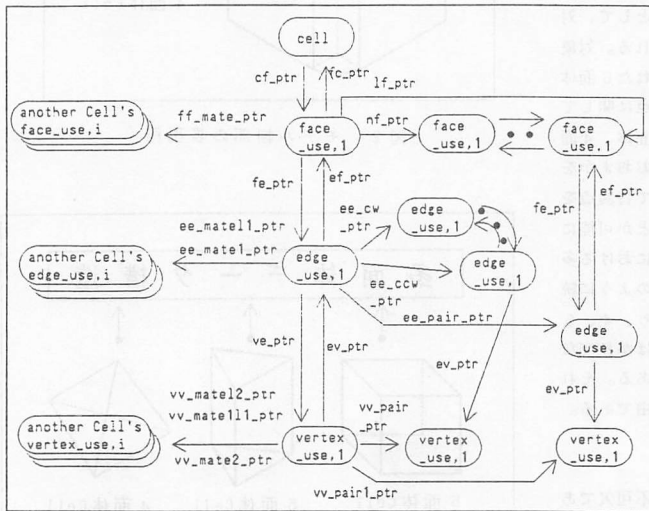 cell
cf_ptr
fc_ptr
lf_ptr
another Cell's
face_use,i
ff_mate_ptr
face
_use,1
nf_ptr
face
_use,1
face
_use.1
fe_ptr
ef_ptr
fe_ptr
ef_ptr
ee_cw
_ptr
edge
_use,1
another Cell's
edge_use,i
ee_mate11_ptr
ee_mate1_ptr
edge
_use,1
ee_ccw
_ptr
edge
_use,1
ee_pair_ptr
edge
_use,1
ve_ptr
ev_ptr
ev_ptr
ev_ptr
another Cell's
vertex_use,i
vv_mate12_ptr
vv_mate111_ptr
vv_mate2_ptr
vertex
_use,1
vv_pair
_ptr
vertex
_use,1
vertex
_use,1
vv_pair1_ptr